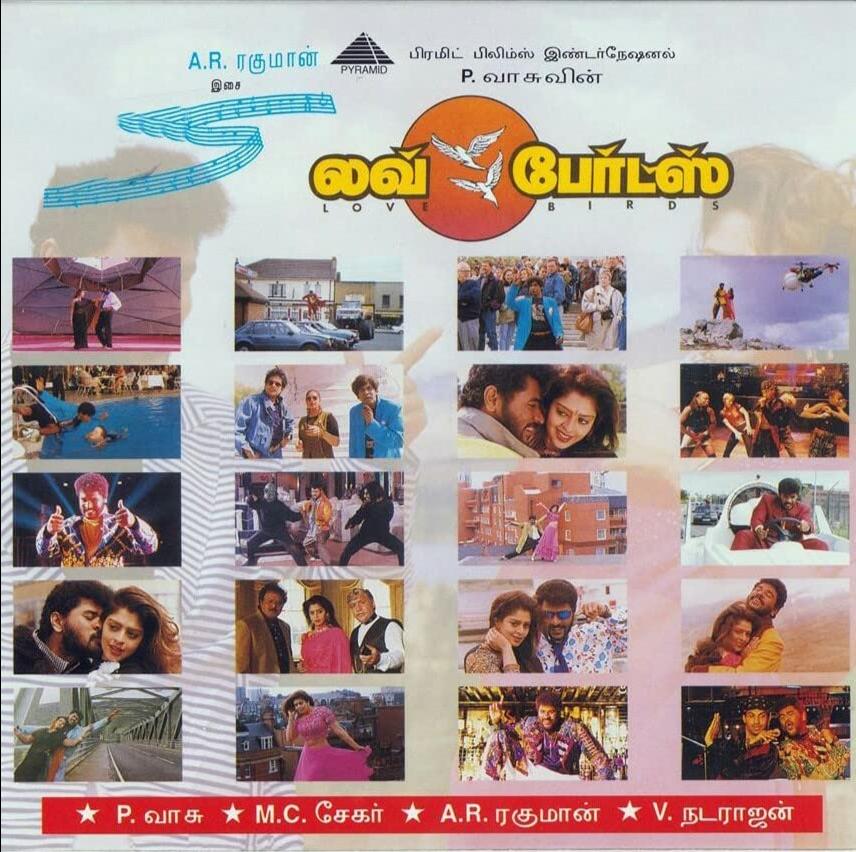 A.R. ரகுமான்
இசை
PYRAMID
பிரமிட் பிலிம்ஸ் இண்டர்நேஷனல்
P. வாசுவின்
லவ் பேர்ட்ஸ்
LOVE BIRDS
★ P. வாசு ★ M.C. சேகர் ★ A.R. ரகுமான் ★ V. நடராஜன்